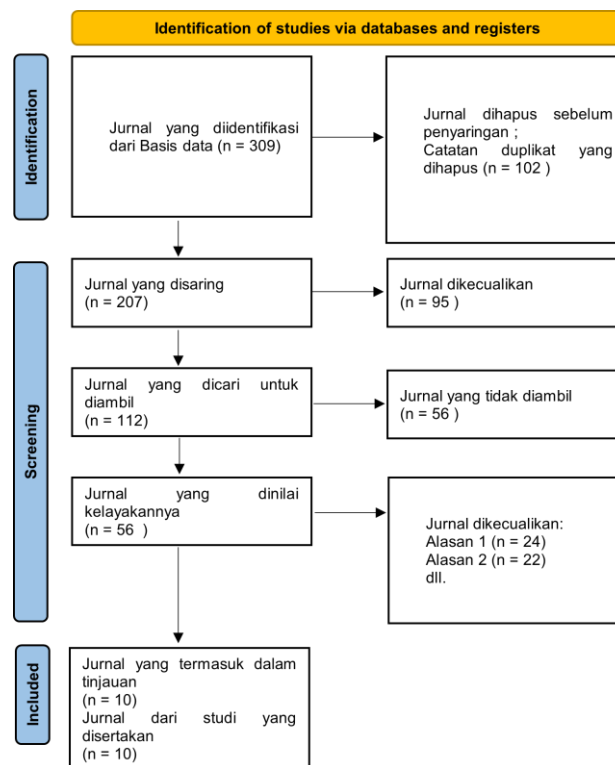 Identification of studies via databases and registers
Identification
Jurnal yang diidentifikasi
dari Basis data (n = 309)
Jurnal dihapus sebelum
penyaringan ;
Catatan duplikat yang
dihapus (n = 102 )
Screening
Jurnal yang disaring
(n = 207)
Jurnal dikecualikan
(n = 95 )
Jurnal yang dicari untuk
diambil
(n = 112)
Jurnal yang tidak diambil
(n = 56 )
Jurnal yang dinilai
kelayakannya
(n = 56 )
Jurnal dikecualikan:
Alasan 1 (n = 24)
Alasan 2 (n = 22)
dll.
Included
Jurnal yang termasuk dalam
tinjauan
(n = 10)
Jurnal dari studi yang
disertakan
(n = 10)